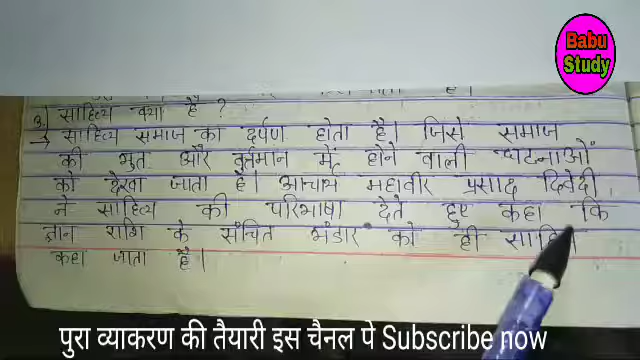 Babu
Study
3. साहित्य क्या है ?
→ साहित्य समाज का दर्पण होता है। जिसे समाज
की भुत और वर्तमान में होने वाली घटनाओं
को देखा जाता है। आचार्य महावीर प्रसाद द्विवेदी
ने साहित्य की परिभाषा देते हुए कहा कि
ज्ञान राशि के संचित भंडार को ही
कहा जाता है।
पुरा व्याकरण की तैयारी इस चैनल पे Subscribe now